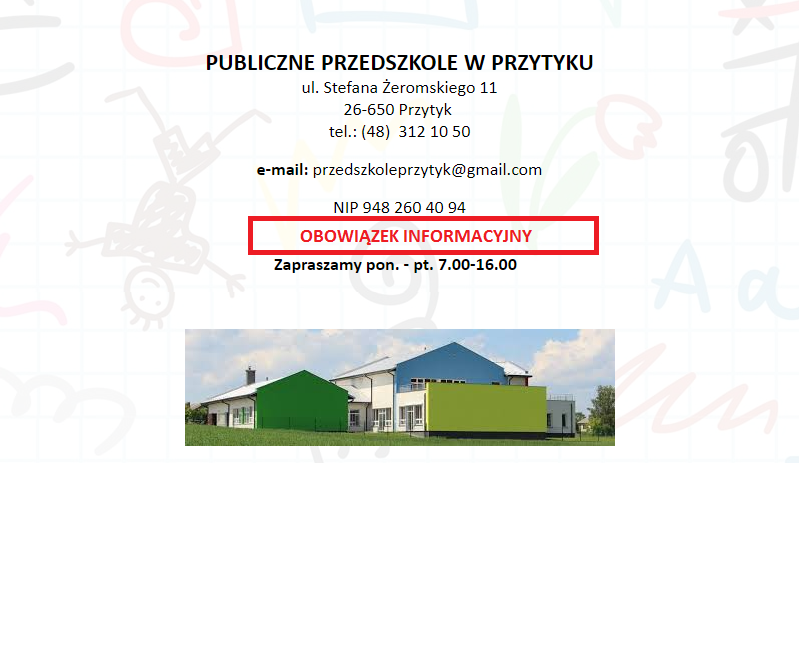 PUBLICZNE PRZEDSZKOLE W PRZYTYKU
ul. Stefana Żeromskiego 11
26-650 Przytyk
tel.: (48)  312 10 50
e-mail: przedszkoleprzytyk@gmail.com
NIP 948 260 40 94
OBOWIĄZEK INFORMACYJNY
Zapraszamy pon. - pt. 7.00-16.00
A a